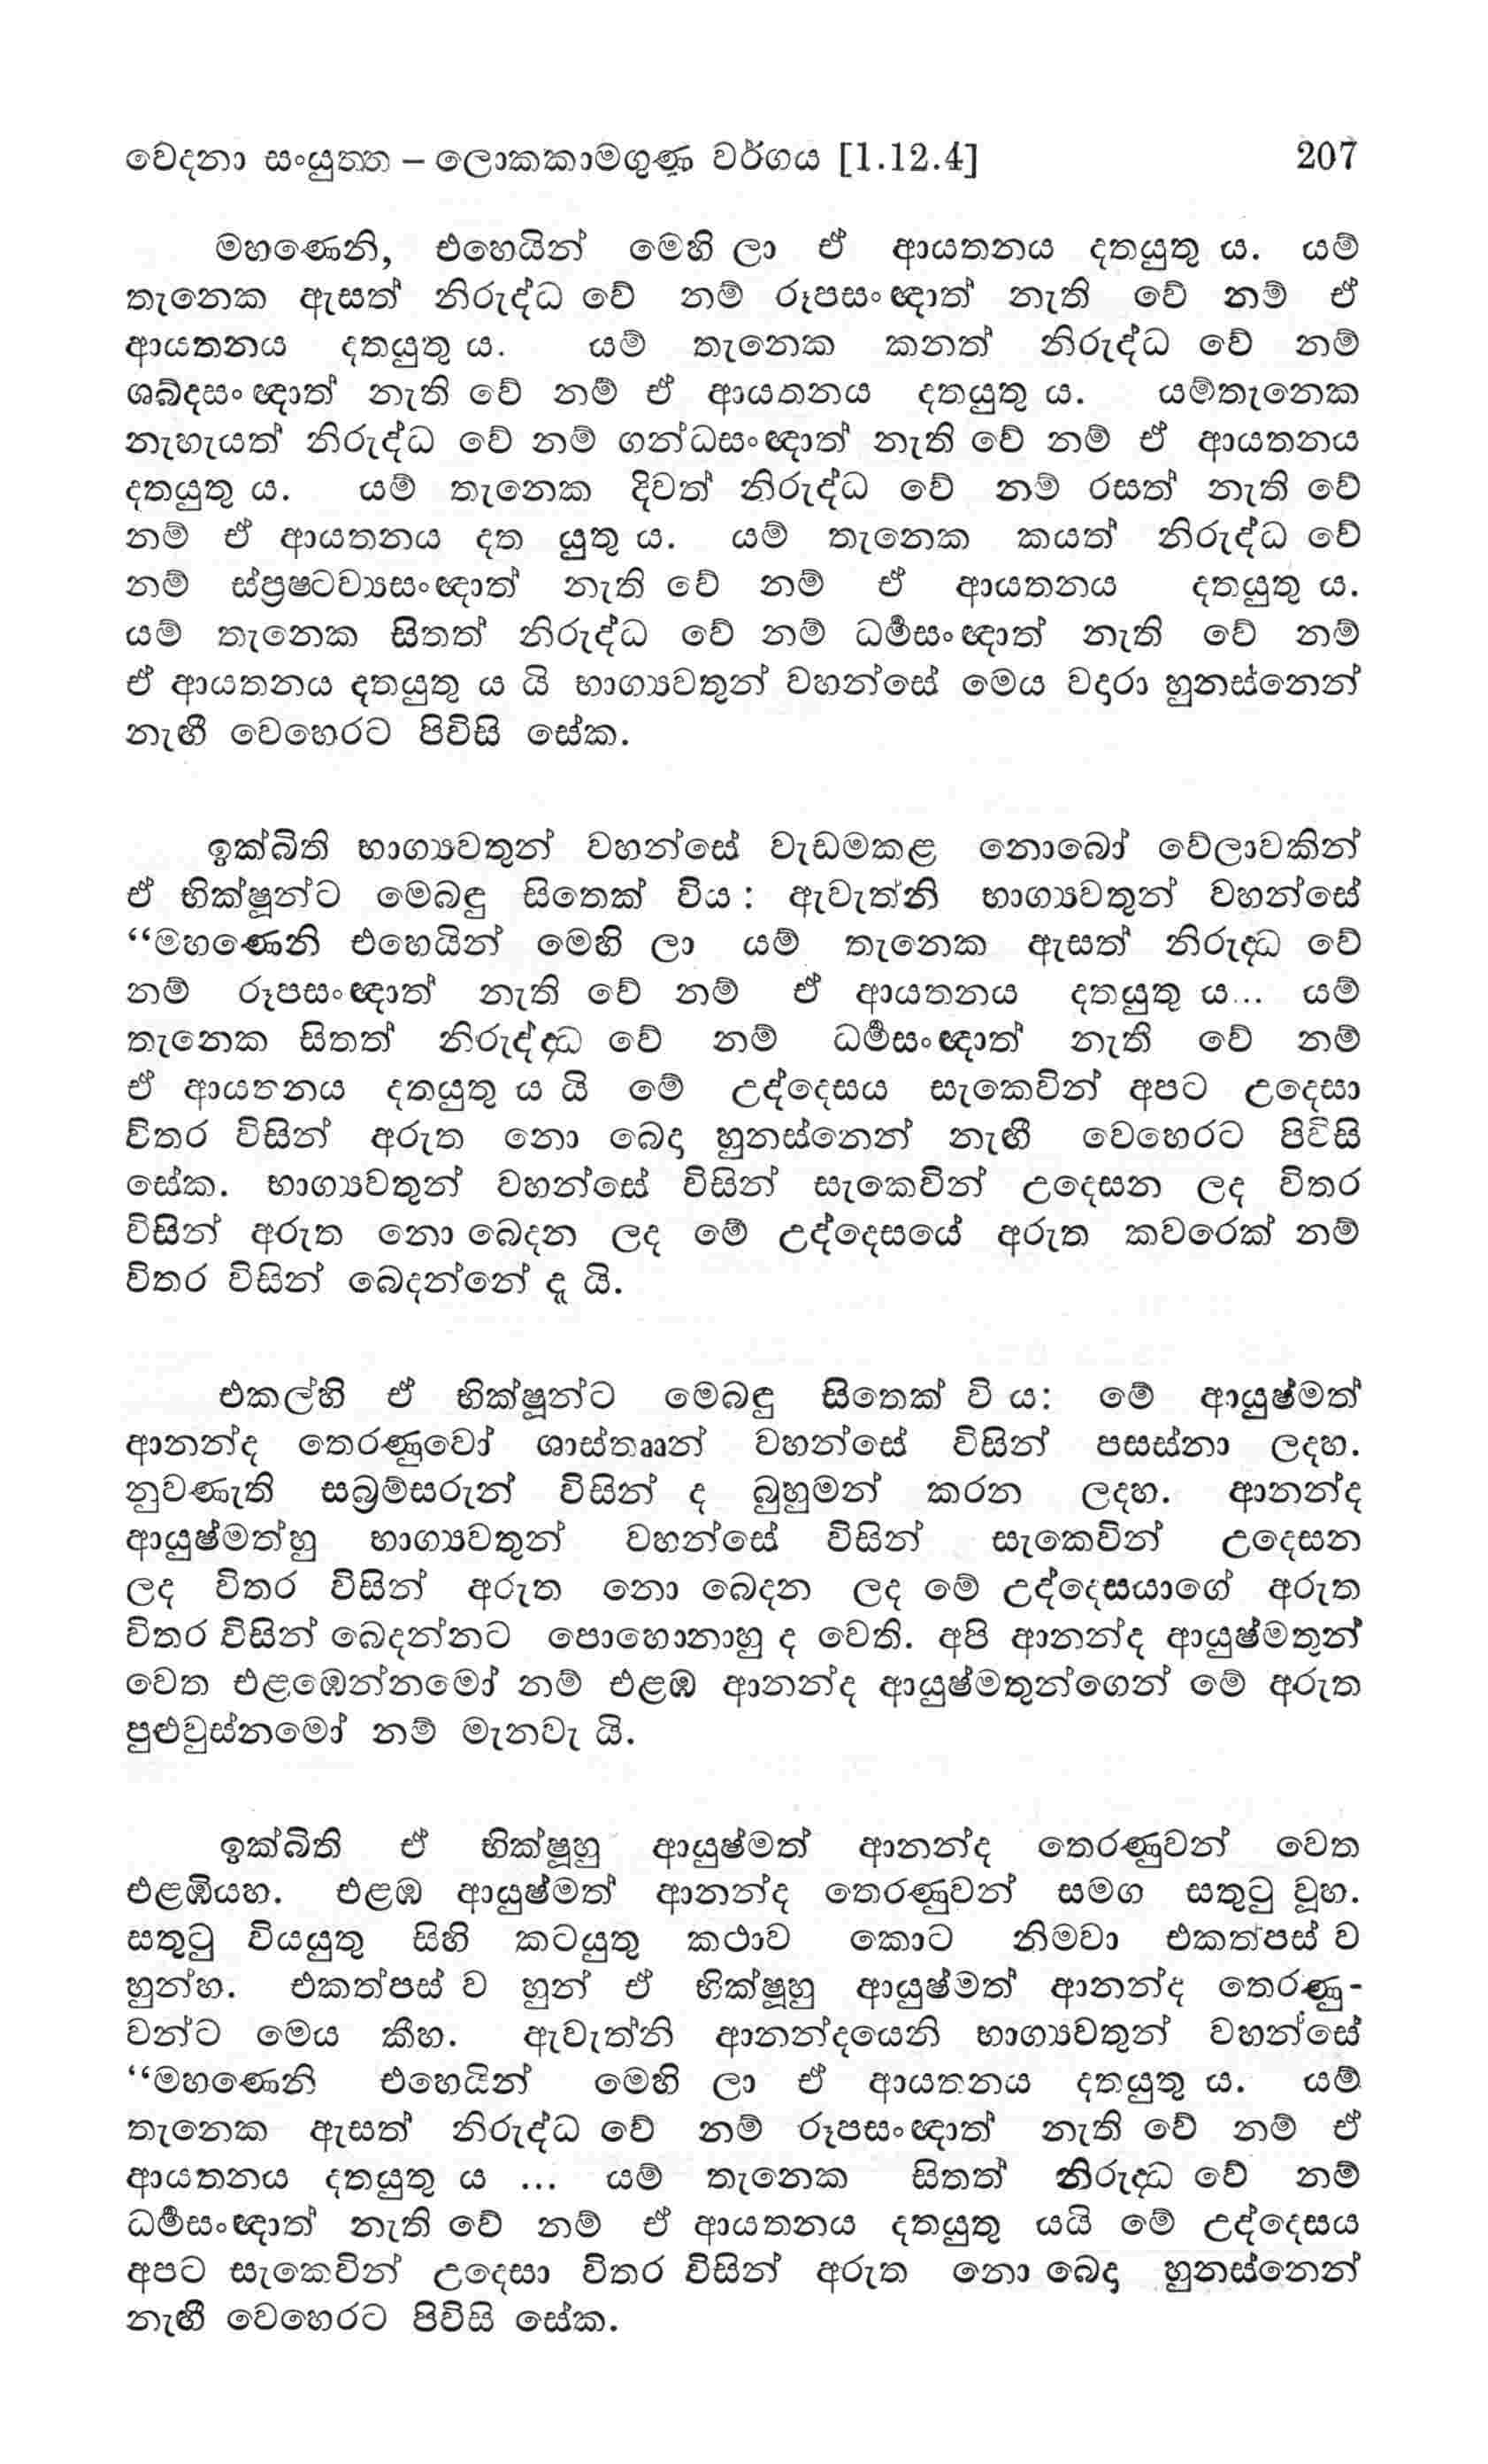 වෙදනා සංයුත්ත – ලොකකාමගුණ වර්ගය [1.12.4] 207
මහණෙනි, එහෙයින් මෙහි ලා ඒ ආයතනය දතයුතු ය. යම්
තැනෙක ඇසත් නිරුද්ධ වේ නම් රූපසංඥාත් නැති වේ නම් ඒ
ආයතනය දතයුතු ය. යම් තැනෙක කනත් නිරුද්ධ වේ නම්
ශබ්දසංඥාත් නැති වේ නම් ඒ ආයතනය දතයුතු ය. යම්තැනෙක
නැහැයත් නිරුද්ධ වේ නම් ගන්ධසංඥාත් නැති වේ නම් ඒ ආයතනය
දතයුතු ය. යම් තැනෙක දිවත් නිරුද්ධ වේ නම් රසත් නැති වේ
නම් ඒ ආයතනය දත යුතු ය. යම් තැනෙක කයත් නිරුද්ධ වේ
නම් ස්ප්‍රෂටව්‍යසංඥාත් නැති වේ නම් ඒ ආයතනය දතයුතු ය.
යම් තැනෙක සිතත් නිරුද්ධ වේ නම් ධර්‍මසංඥාත් නැති වේ නම්
ඒ ආයතනය දතයුතු ය යි භාග්‍යවතුන් වහන්සේ මෙය වදාරා හුනස්නෙන්
නැඟී වෙහෙරට පිවිසි සේක.
ඉක්බිති භාග්‍යවතුන් වහන්සේ වැඩමකළ නොබෝ වේලාවකින්
ඒ භික්ෂූන්ට මෙබඳු සිතෙක් විය : ඇවැත්නි භාග්‍යවතුන් වහන්සේ
“මහණෙනි එහෙයින් මෙහි ලා යම් තැනෙක ඇසත් නිරුද්‍ධ වේ
නම් රූපසංඥාත් නැති වේ නම් ඒ ආයතනය දතයුතු ය... යම්
තැනෙක සිතත් නිරුද්ද්‍ධ වේ නම් ධර්‍මසංඥාත් නැති වේ නම්
ඒ ආයතනය දතයුතු ය යි මේ උද්දෙසය සැකෙවින් අපට උදෙසා
විතර විසින් අරුත නො බෙදා හුනස්නෙන් නැඟී වෙහෙරට පිවිසි
සේක. භාග්‍යවතුන් වහන්සේ විසින් සැකෙවින් උදෙසන ලද විතර
විසින් අරුත නො බෙදන ලද මේ උද්දෙසයේ අරුත කවරෙක් නම්
විතර විසින් බෙදන්නේ දැ යි.
එකල්හි ඒ භික්ෂූන්ට මෙබඳු සිතෙක් වි ය: මේ ආයුෂ්මත්
ආනන්ද තෙරණුවෝ ශාස්තෲන් වහන්සේ විසින් පසස්නා ලදහ.
නුවණැති සබ්‍රම්සරුන් විසින් ද බුහුමන් කරන ලදහ. ආනන්ද
ආයුෂ්මත්හු භාග්‍යවතුන් වහන්සේ විසින් සැකෙවින් උදෙසන
ලද විතර විසින් අරුත නො බෙදන ලද මේ උද්දෙසයාගේ අරුත
විතර විසින් බෙදන්නට පොහොනාහු ද වෙති. අපි ආනන්ද ආයුෂ්මතුන්
වෙත එළඹෙන්නමෝ නම් එළඹ ආනන්ද ආයුෂ්මතුන්ගෙන් මේ අරුත
පුළුවුස්නමෝ නම් මැනවැ යි.
ඉක්බිති ඒ භික්ෂූහු ආයුෂ්මත් ආනන්ද තෙරණුවන් වෙත
එළඹියහ. එළඹ ආයුෂ්මත් ආනන්ද තෙරණුවන් සමග සතුටු වූහ.
සතුටු වියයුතු සිහි කටයුතු කථාව කොට නිමවා එකත්පස් ව
හුන්හ. එකත්පස් ව හුන් ඒ භික්ෂූහු ආයුෂ්මත් ආනන්ද තෙරණු-
වන්ට මෙය කීහ. ඇවැත්නි ආනන්දයෙනි භාග්‍යවතුන් වහන්සේ
“මහණෙනි එහෙයින් මෙහි ලා ඒ ආයතනය දතයුතු ය. යම්
තැනෙක ඇසත් නිරුද්ධ වේ නම් රූපසංඥාත් නැති වේ නම් ඒ
ආයතනය දතයුතු ය ... යම් තැනෙක සිතත් නිරුද්‍ධ වේ නම්
ධර්‍මසංඥාත් නැති වේ නම් ඒ ආයතනය දතයුතු යයි මේ උද්දෙසය
අපට සැකෙවින් උදෙසා විතර විසින් අරුත නො බෙදා හුනස්නෙන්
නැඟී වෙහෙරට පිවිසි සේක.